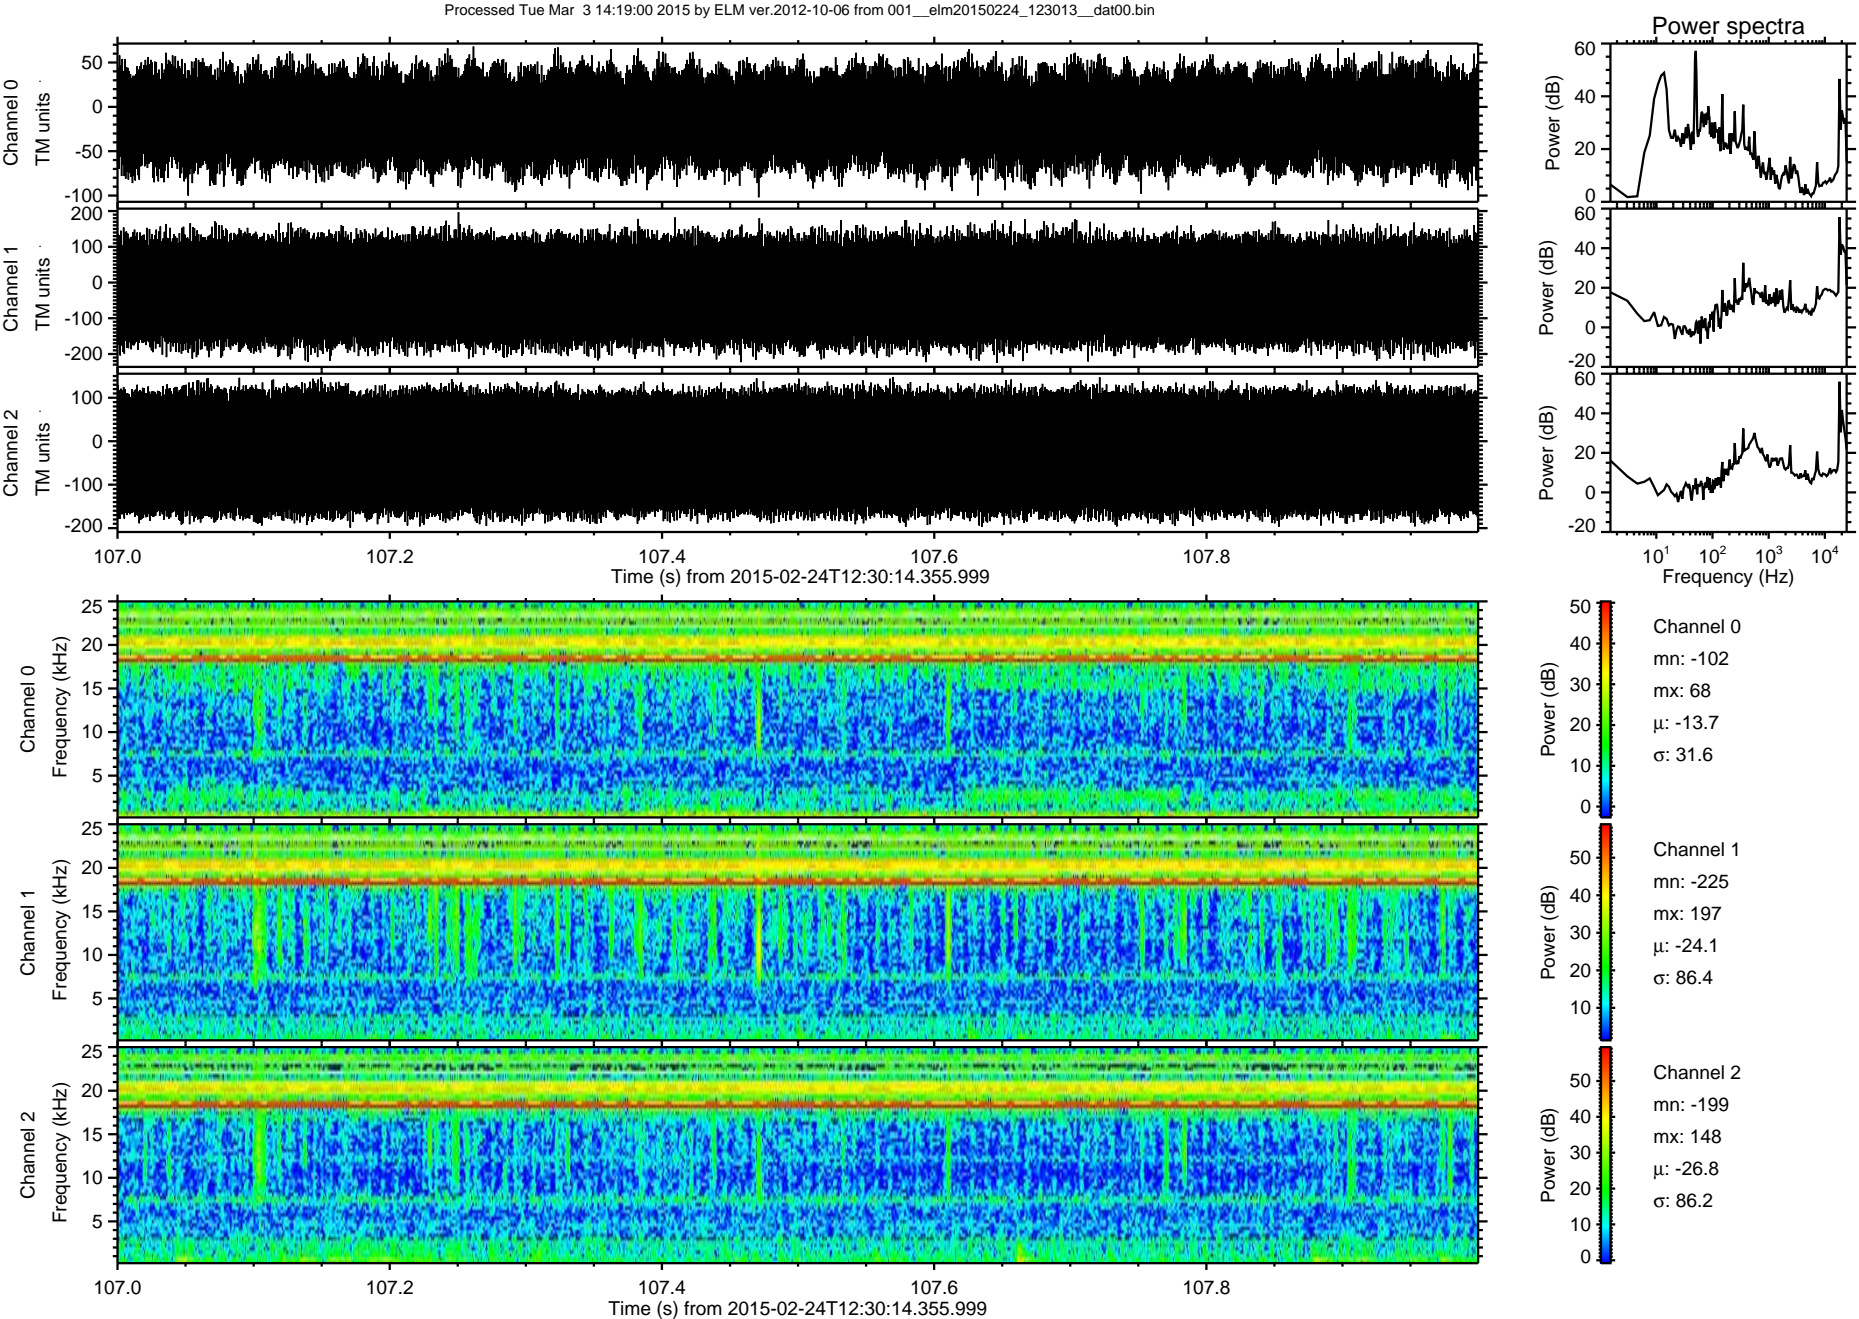 Processed Tue Mar  3 14:19:00 2015 by ELM ver.2012-10-06 from 001__elm20150224_123013__dat00.bin
Power spectra
Channel 0
TM units
50
0
-50
-100
Power (dB)
60
40
20
0
Channel 1
TM units
200
100
0
-100
-200
Power (dB)
60
40
20
0
-20
Channel 2
TM units
100
0
-100
-200
Power (dB)
60
40
20
0
-20
107.0 107.2 107.4 107.6 107.8
Time (s) from 2015-02-24T12:30:14.355.999
10¹ 10² 10³ 10⁴
Frequency (Hz)
Channel 0
Frequency (kHz)
25
20
15
10
5
Power (dB)
50
40
30
20
10
0
Channel 0
mn: -102
mx: 68
μ: -13.7
σ: 31.6
Channel 1
Frequency (kHz)
25
20
15
10
5
Power (dB)
50
40
30
20
10
Channel 1
mn: -225
mx: 197
μ: -24.1
σ: 86.4
Channel 2
Frequency (kHz)
25
20
15
10
5
Power (dB)
50
40
30
20
10
0
Channel 2
mn: -199
mx: 148
μ: -26.8
σ: 86.2
107.0 107.2 107.4 107.6 107.8
Time (s) from 2015-02-24T12:30:14.355.999